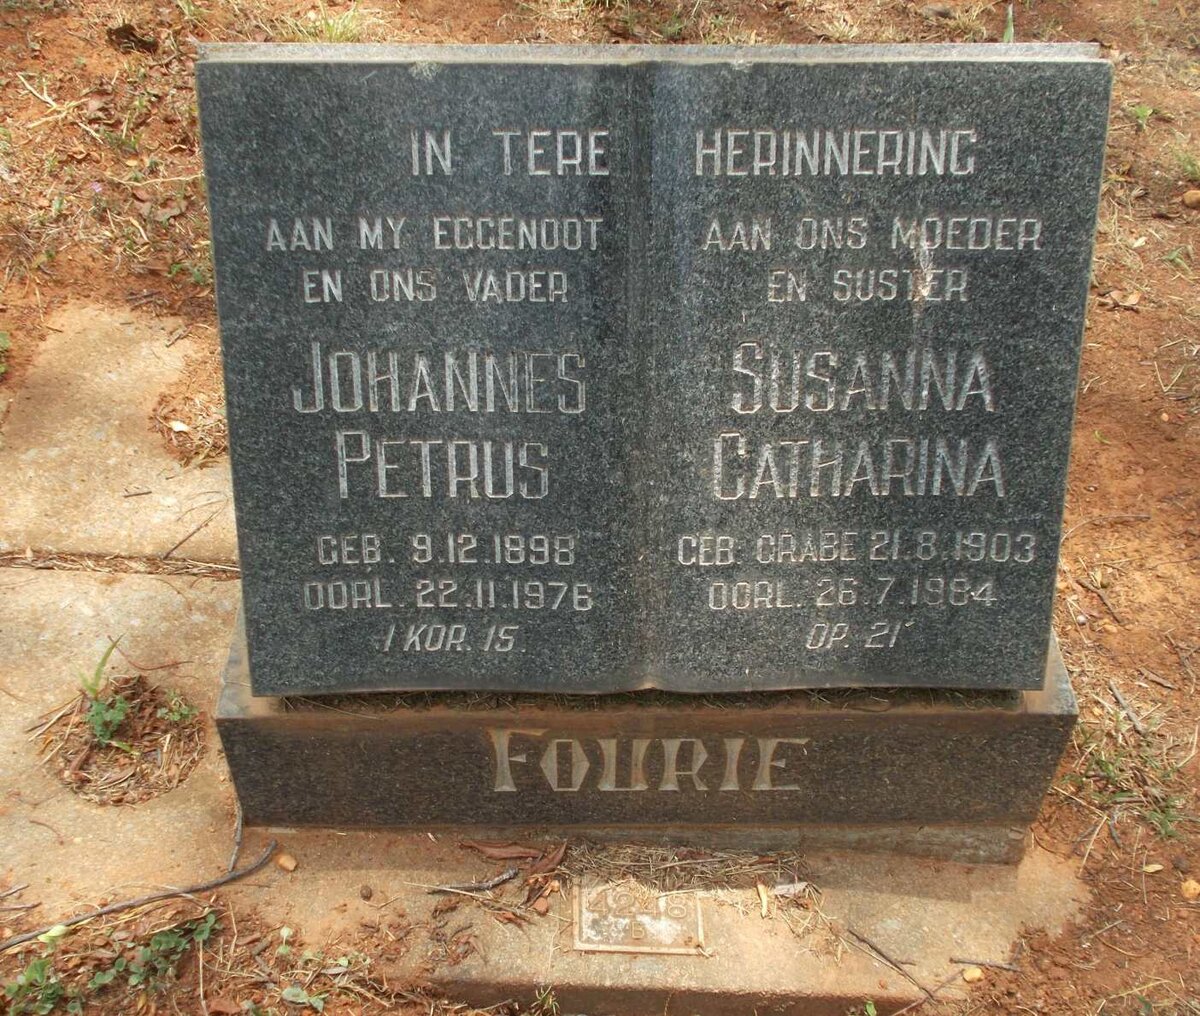 IN TERE HERINNERING
AAN MY EGGENOOT
EN ONS VADER
JOHANNES
PETRUS
GEB. 9.12.1898
OORL. 22.11.1976
1 KOR. 15.
AAN ONS MOEDER
EN SUSTER
SUSANNA
CATHARINA
GEB. GRABE 21.8.1903
OORL. 26.7.1984
OP. 21
FOURIE
4248
B